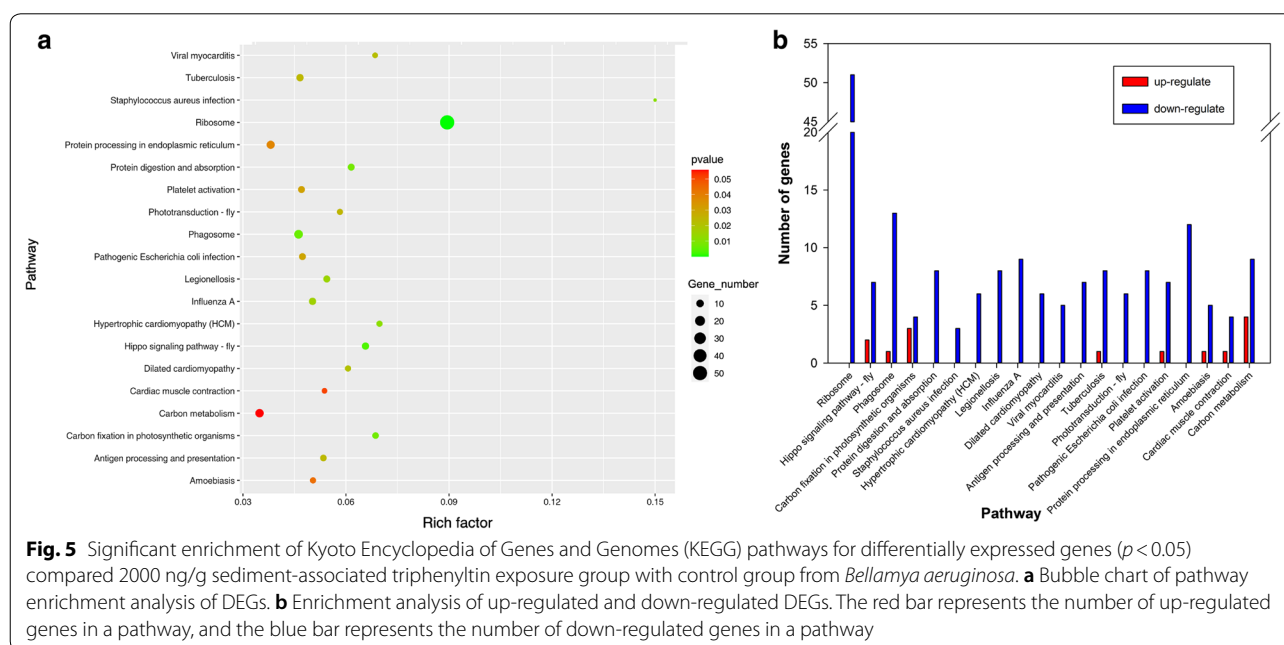 a
Viral myocarditis
Tuberculosis
Staphylococcus aureus infection
Ribosome
Protein processing in endoplasmic reticulum
Protein digestion and absorption
Platelet activation
Phototransduction - fly
Phagosome
Pathogenic Escherichia coli infection
Legionellosis
Influenza A
Hypertrophic cardiomyopathy (HCM)
Hippo signaling pathway - fly
Dilated cardiomyopathy
Cardiac muscle contraction
Carbon metabolism
Carbon fixation in photosynthetic organisms
Antigen processing and presentation
Amoebiasis
Pathway
0.03
0.06
0.09
0.12
0.15
Rich factor
pvalue
0.05
0.04
0.03
0.02
0.01
Gene_number
10
20
30
40
50
b
55
50
45
20
15
10
5
0
Number of genes
up-regulate
down-regulate
Ribosome
Hippo signaling pathway - fly
Phagosome
Carbon fixation in photosynthetic organisms
Protein digestion and absorption
Staphylococcus aureus infection
Hypertrophic cardiomyopathy (HCM)
Legionellosis
Influenza A
Dilated cardiomyopathy
Viral myocarditis
Antigen processing and presentation
Tuberculosis
Phototransduction - fly
Pathogenic Escherichia coli infection
Platelet activation
Protein processing in endoplasmic reticulum
Amoebiasis
Cardiac muscle contraction
Carbon metabolism
Pathway
Fig. 5 Significant enrichment of Kyoto Encyclopedia of Genes and Genomes (KEGG) pathways for differentially expressed genes (p < 0.05)
compared 2000 ng/g sediment-associated triphenyltin exposure group with control group from Bellamya aeruginosa. a Bubble chart of pathway
enrichment analysis of DEGs. b Enrichment analysis of up-regulated and down-regulated DEGs. The red bar represents the number of up-regulated
genes in a pathway, and the blue bar represents the number of down-regulated genes in a pathway